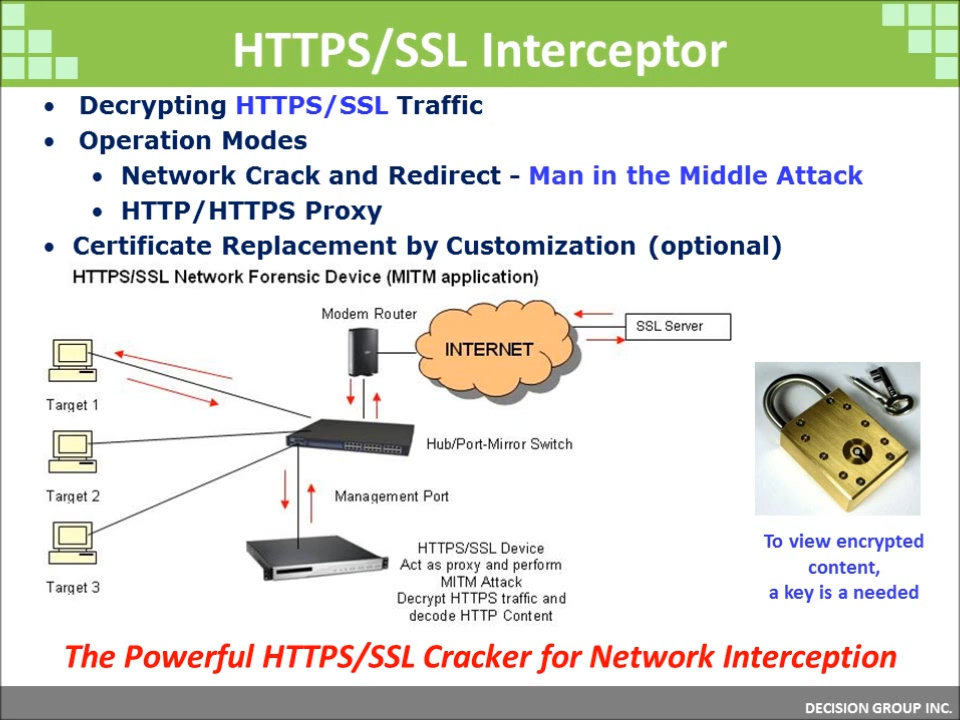 HTTPS/SSL Interceptor
• Decrypting HTTPS/SSL Traffic
• Operation Modes
• Network Crack and Redirect - Man in the Middle Attack
• HTTP/HTTPS Proxy
• Certificate Replacement by Customization (optional)
HTTPS/SSL Network Forensic Device (MITM application)
Modem Router
INTERNET
SSL Server
Target 1
Hub/Port-Mirror Switch
Target 2
Management Port
Target 3
HTTPS/SSL Device
Act as proxy and perform
MITM Attack
Decrypt HTTPS traffic and
decode HTTP Content
To view encrypted
content,
a key is a needed
The Powerful HTTPS/SSL Cracker for Network Interception
DECISION GROUP INC.